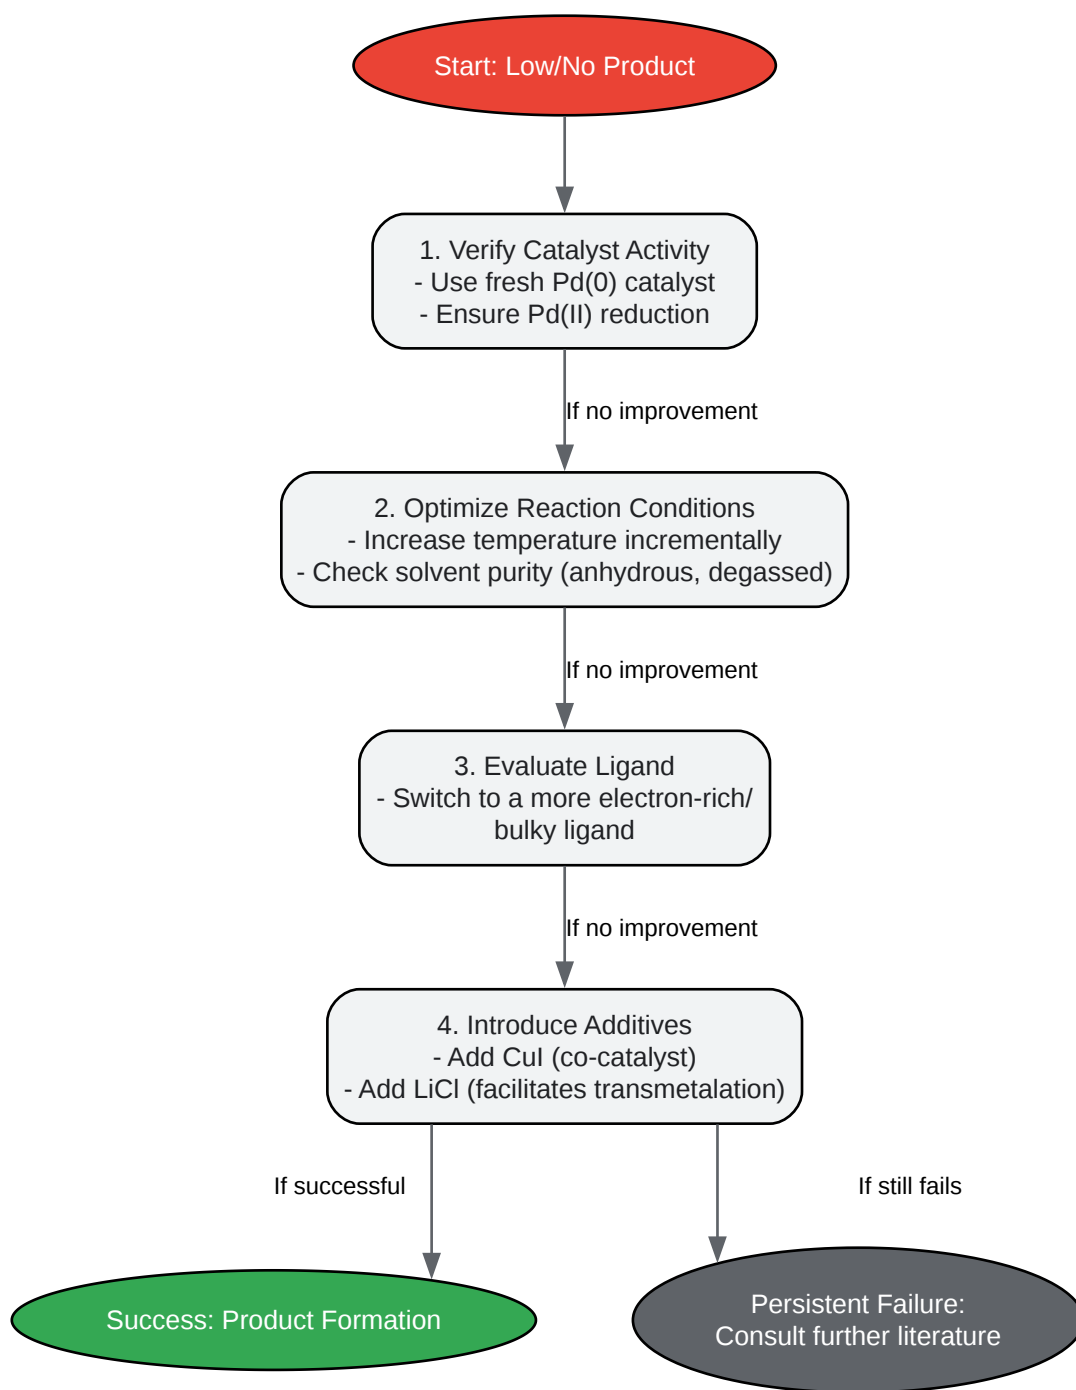 Start: Low/No Product
1. Verify Catalyst Activity
- Use fresh Pd(0) catalyst
- Ensure Pd(II) reduction
If no improvement
2. Optimize Reaction Conditions
- Increase temperature incrementally
- Check solvent purity (anhydrous, degassed)
If no improvement
3. Evaluate Ligand
- Switch to a more electron-rich/
bulky ligand
If no improvement
4. Introduce Additives
- Add CuI (co-catalyst)
- Add LiCl (facilitates transmetalation)
If successful
If still fails
Success: Product Formation
Persistent Failure:
Consult further literature